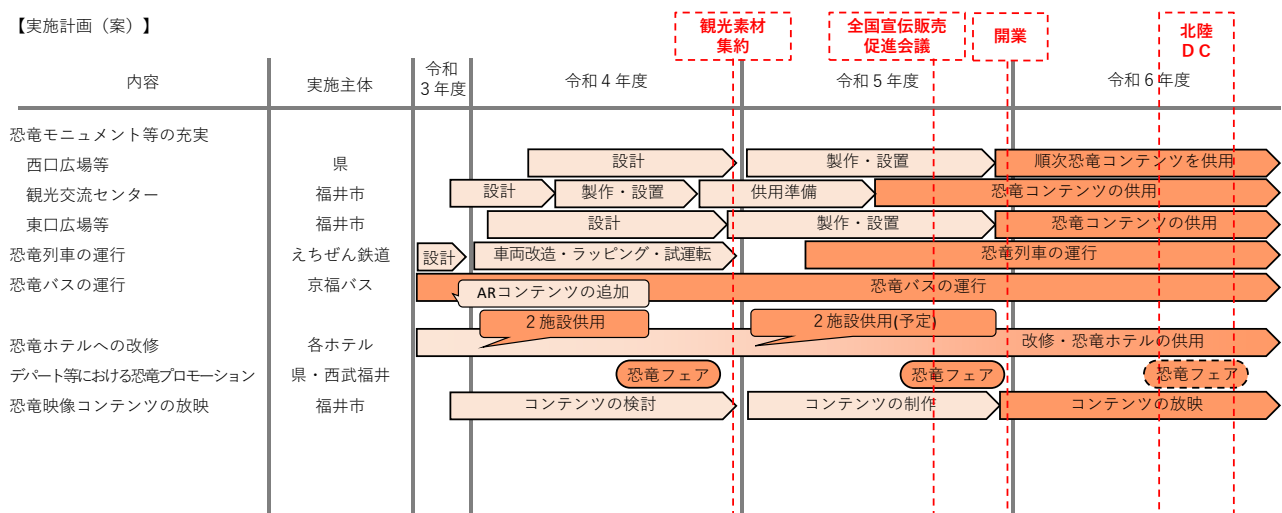 【実施計画（案）】
観光素材
集約
全国宣伝販売
促進会議
開業
北陸
ＤＣ
内容
実施主体
令和
３年度
令和４年度
令和５年度
令和６年度
恐竜モニュメント等の充実
西口広場等 県 設計 製作・設置 順次恐竜コンテンツを供用
観光交流センター 福井市 設計 製作・設置 供用準備 恐竜コンテンツの供用
東口広場等 福井市 設計 製作・設置 恐竜コンテンツの供用
恐竜列車の運行 えちぜん鉄道 設計 車両改造・ラッピング・試運転 恐竜列車の運行
恐竜バスの運行 京福バス 恐竜バスの運行
ARコンテンツの追加
２施設供用 ２施設供用(予定)
恐竜ホテルへの改修 各ホテル 改修・恐竜ホテルの供用
デパート等における恐竜プロモーション 県・西武福井 恐竜フェア 恐竜フェア 恐竜フェア
恐竜映像コンテンツの放映 福井市 コンテンツの検討 コンテンツの制作 コンテンツの放映